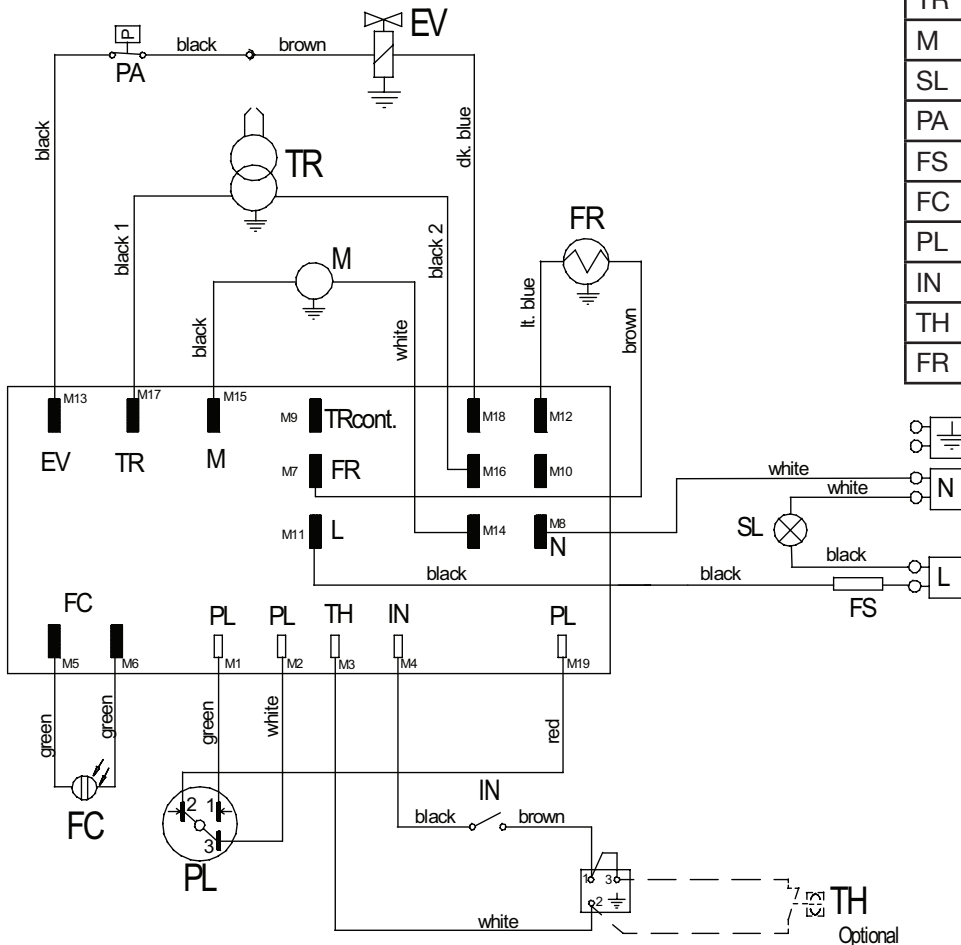 EV
P
black
brown
PA
TR
M
SL
PA
FS
FC
PL
IN
TH
FR
black
dk. blue
TR
FR
black 1
M
black 2
lt. blue
black
white
brown
M13
M17
M15
M9
TRcont.
M18
M12
EV
TR
M
M7
FR
M16
M10
white
N
white
M11
L
M14
M8
N
SL
black
black
black
L
FS
FC
PL
PL
TH
IN
PL
M5
M6
M1
M2
M3
M4
M19
green
green
green
white
red
FC
2
1
3
PL
IN
black
brown
1
3
2
white
TH
Optional